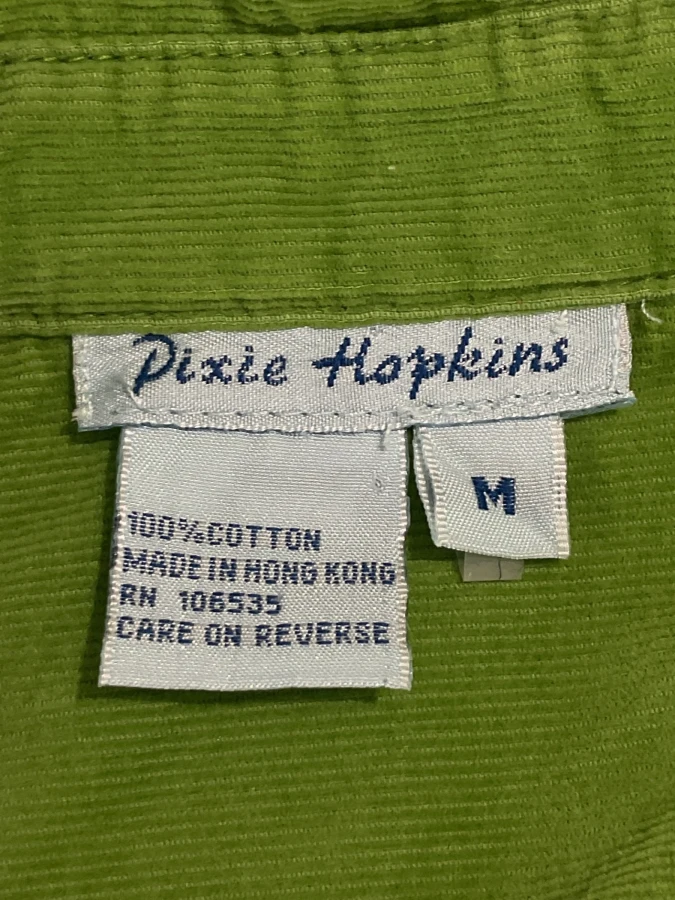 Pixie Hopkins
M
100%COTTON
MADE IN HONG KONG
RN 106535
CARE ON REVERSE